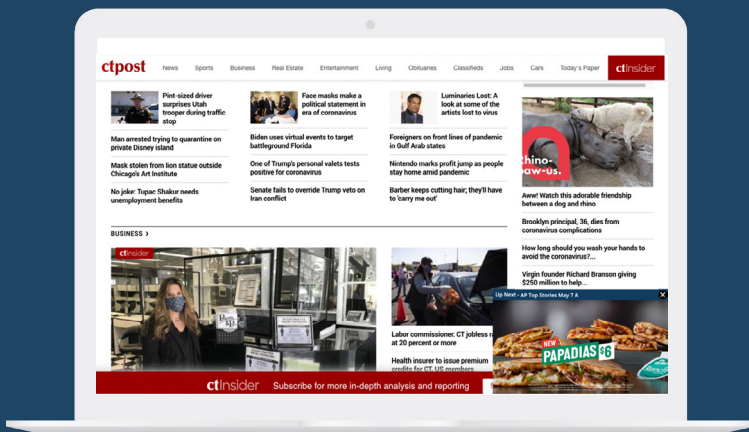 ctpost
News Sports Business Real Estate Entertainment Living Obituaries Classifieds Jobs Cars Today's Paper ctInsider
Pint-sized driver
surprises Utah
trooper during traffic
stop
Man arrested trying to quarantine on
private Disney island
Mask stolen from lion statue outside
Chicago's Art Institute
No joke: Tupac Shakur needs
unemployment benefits
Face masks make a
political statement in
era of coronavirus
Biden uses virtual events to target
battleground Florida
One of Trump's personal valets tests
positive for coronavirus
Senate fails to override Trump veto on
Iran conflict
Luminaries Lost: A
look at some of the
artists lost to virus
Foreigners on front lines of pandemic
in Gulf Arab states
Nintendo marks profit jump as people
stay home amid pandemic
Barber keeps cutting hair; they'll have
to 'carry me out'
hino-
aw-us.
Aww! Watch this adorable friendship
between a dog and rhino
Brooklyn principal, 36, dies from
coronavirus complications
How long should you wash your hands to
avoid the coronavirus?...
Virgin founder Richard Branson giving
$250 million to help...
BUSINESS >
ctInsider
Labor commissioner: CT jobless
at 20 percent or more
Health insurer to issue premium
credits for CT, US members
Up Next - AP Top Stories May 7 A X
NEW
PAPADIAS $6
ctInsider Subscribe for more in-depth analysis and reporting